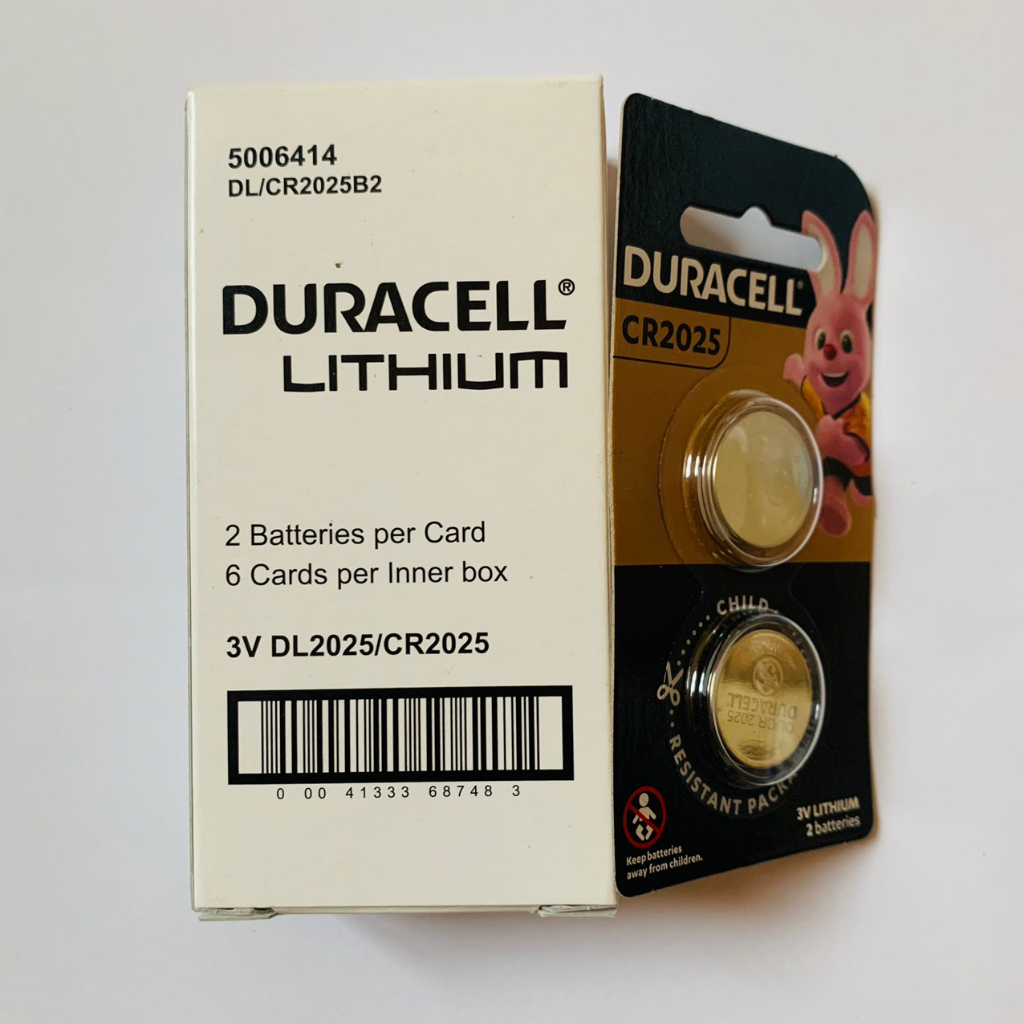 5006414
DL/CR2025B2
DURACELL®
LITHIUM
2 Batteries per Card
6 Cards per Inner box
3V DL2025/CR2025
0 00 41333 68748 3
DURACELL®
CR2025
CHILD
RESISTANT PACK
DURACELL
DL/CR 2025
3V LITHIUM
2 batteries
Keep batteries
away from children.